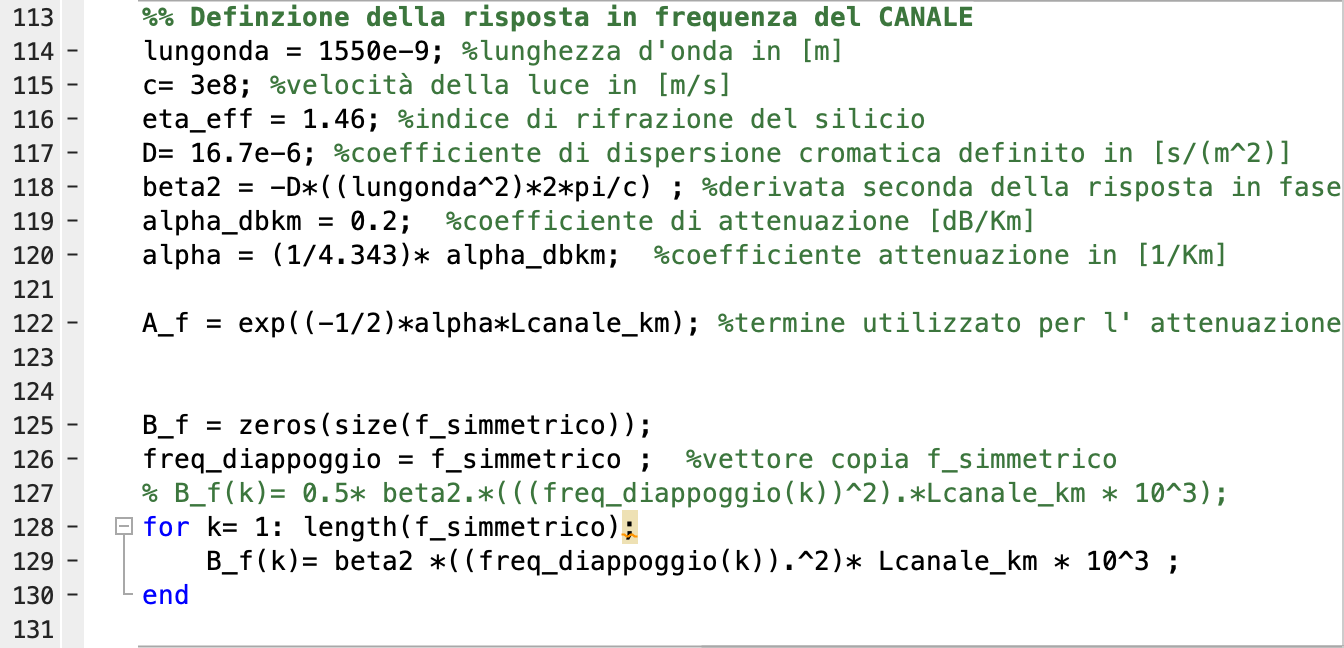 113 %% Definzione della risposta in frequenza del CANALE
114 − lungonda = 1550e−9; %lunghezza d'onda in [m]
115 − c= 3e8; %velocità della luce in [m/s]
116 − eta_eff = 1.46; %indice di rifrazione del silicio
117 − D= 16.7e−6; %coefficiente di dispersione cromatica definito in [s/(m^2)]
118 − beta2 = −D*((lungonda^2)*2*pi/c) ; %derivata seconda della risposta in fase
119 − alpha_dbkm = 0.2;  %coefficiente di attenuazione [dB/Km]
120 − alpha = (1/4.343)* alpha_dbkm;  %coefficiente attenuazione in [1/Km]
121
122 − A_f = exp((−1/2)*alpha*Lcanale_km); %termine utilizzato per l' attenuazione
123
124
125 − B_f = zeros(size(f_simmetrico));
126 − freq_diappoggio = f_simmetrico ;  %vettore copia f_simmetrico
127 % B_f(k)= 0.5* beta2.*(((freq_diappoggio(k))^2).*Lcanale_km * 10^3);
128 − for k= 1: length(f_simmetrico);
129 − B_f(k)= beta2 *((freq_diappoggio(k)).^2)* Lcanale_km * 10^3 ;
130 − end
131